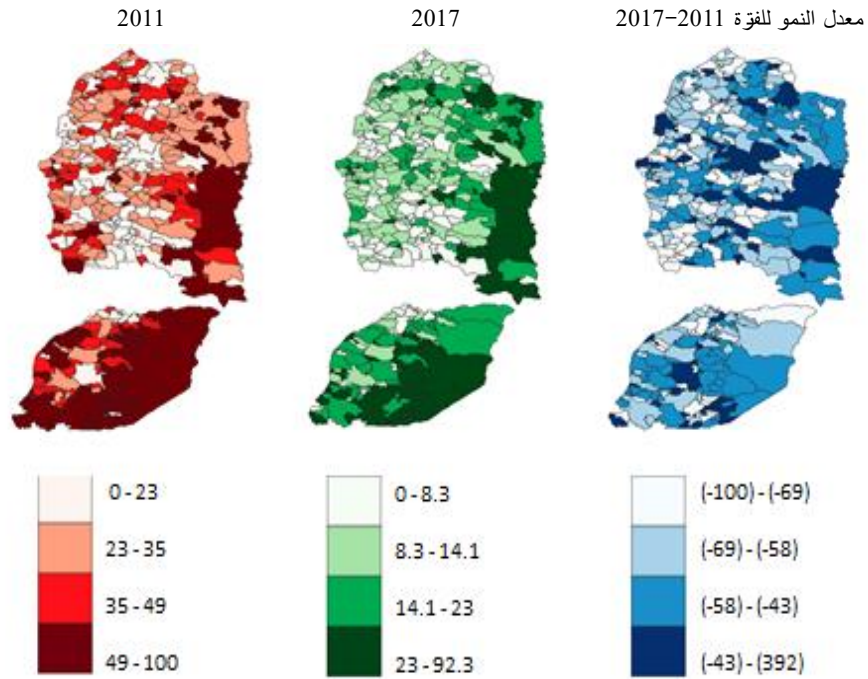 2011
2017
معدل النمو للفوّة 2011-2017
0 - 23
23 - 35
35 - 49
49 - 100
0 - 8.3
8.3 - 14.1
14.1 - 23
23 - 92.3
(-100) - (-69)
(-69) - (-58)
(-58) - (-43)
(-43) - (392)